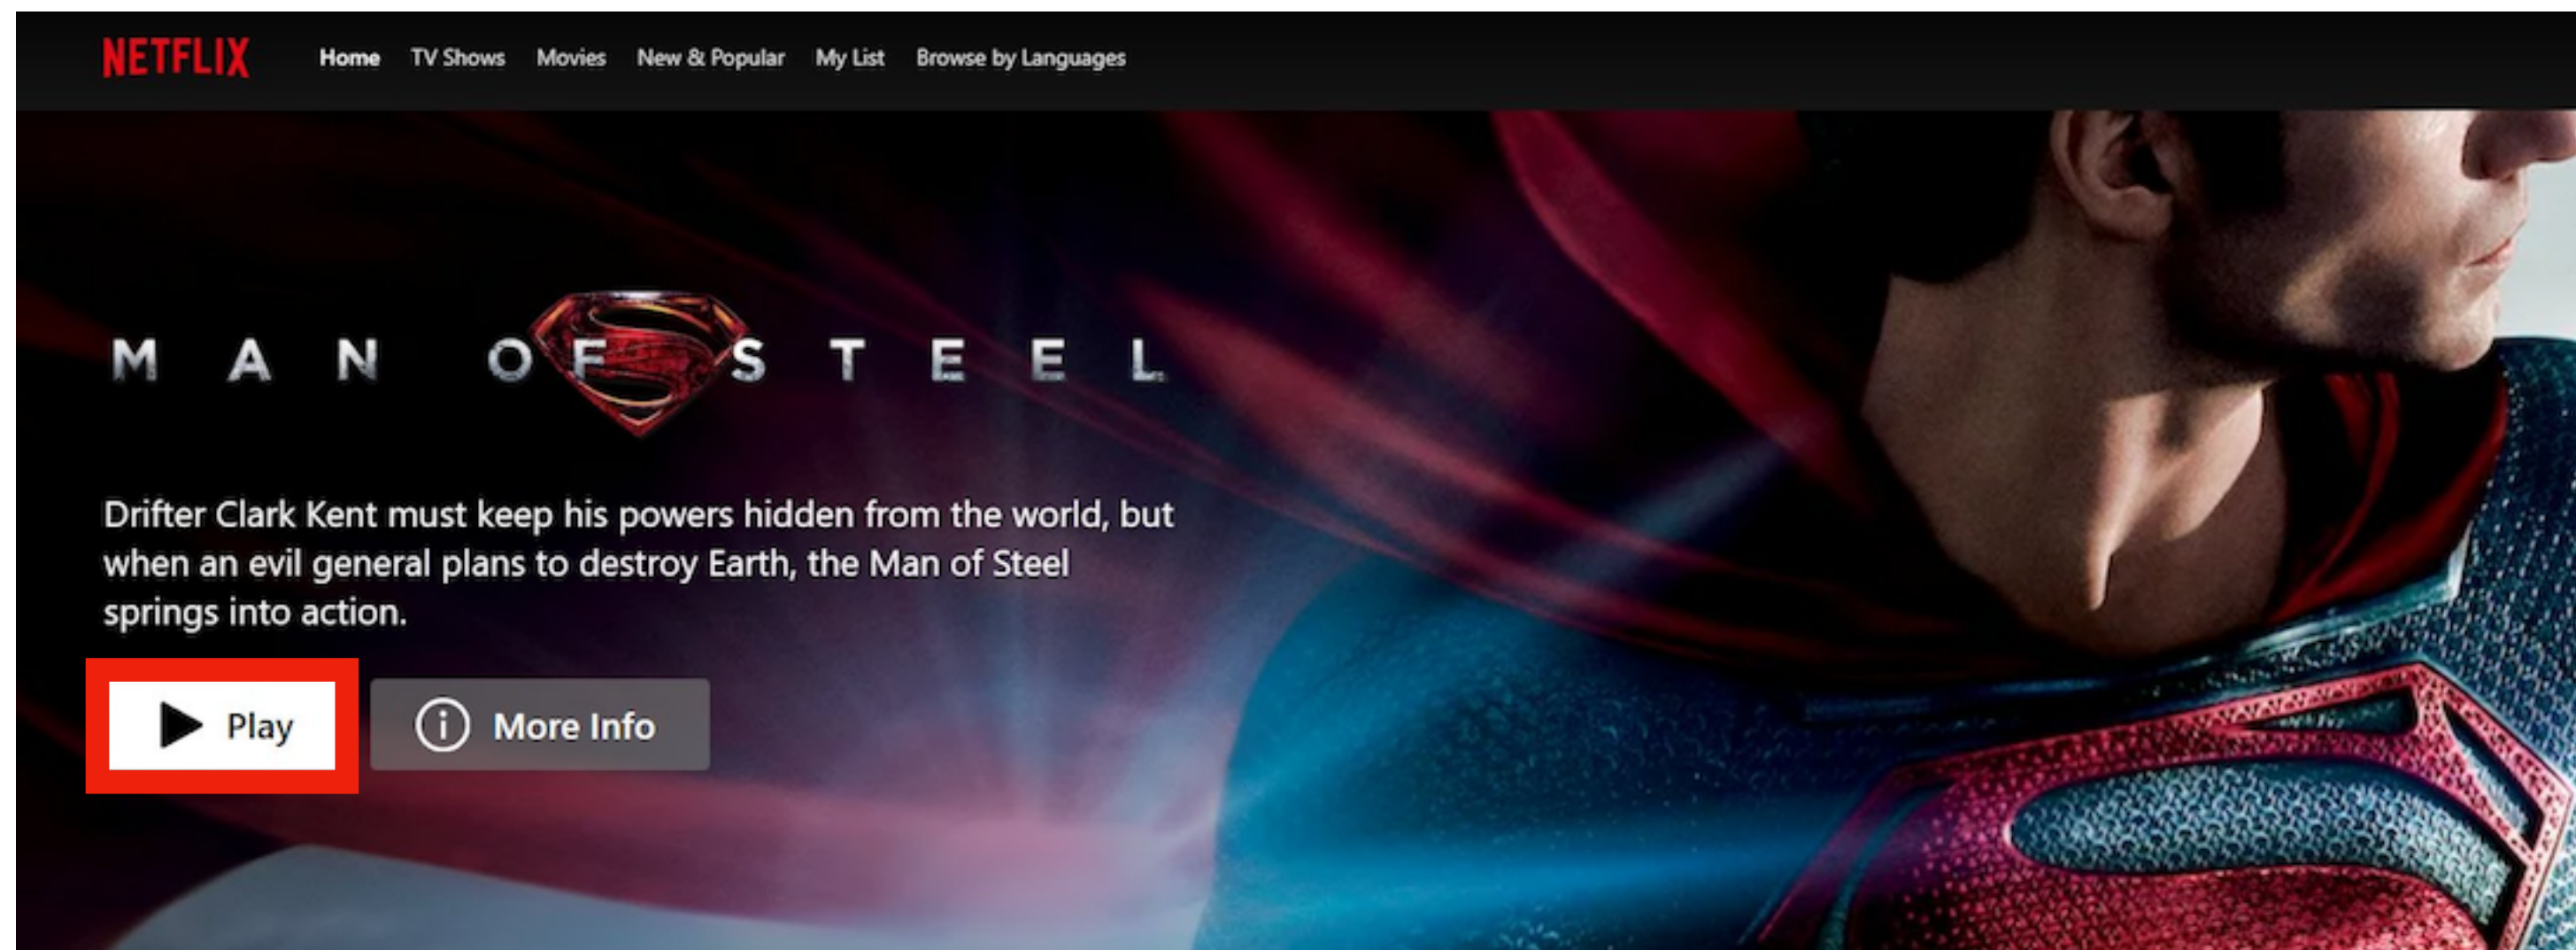 NETFLIX Home TV Shows Movies New & Popular My List Browse by Languages
MAN OF STEEL
Drifter Clark Kent must keep his powers hidden from the world, but
when an evil general plans to destroy Earth, the Man of Steel
springs into action.
Play More Info